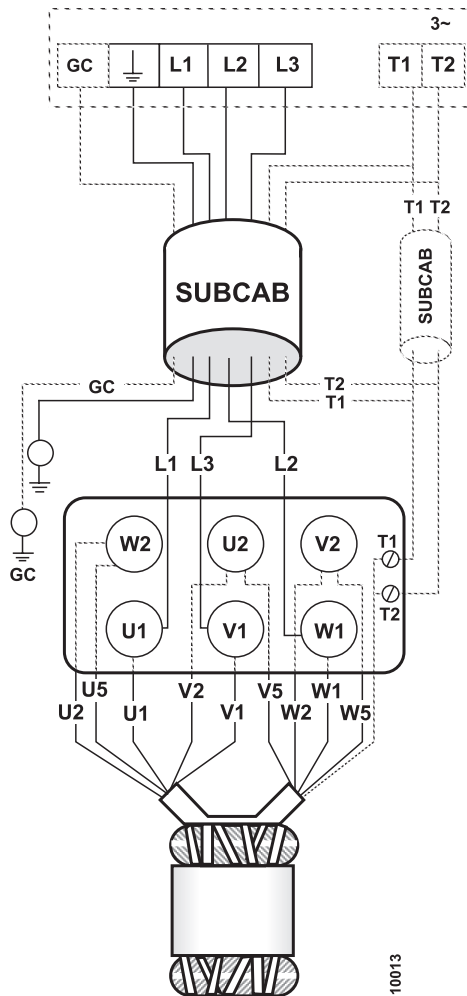 3~
GC L1 L2 L3 T1 T2
T1 T2
SUBCAB
SUBCAB
GC
T2
T1
L1 L3 L2
W2 U2 V2
T1
U1 V1 W1
T2
GC
U2 U5 U1 V2 V1 V5 W2 W1 W5
10013